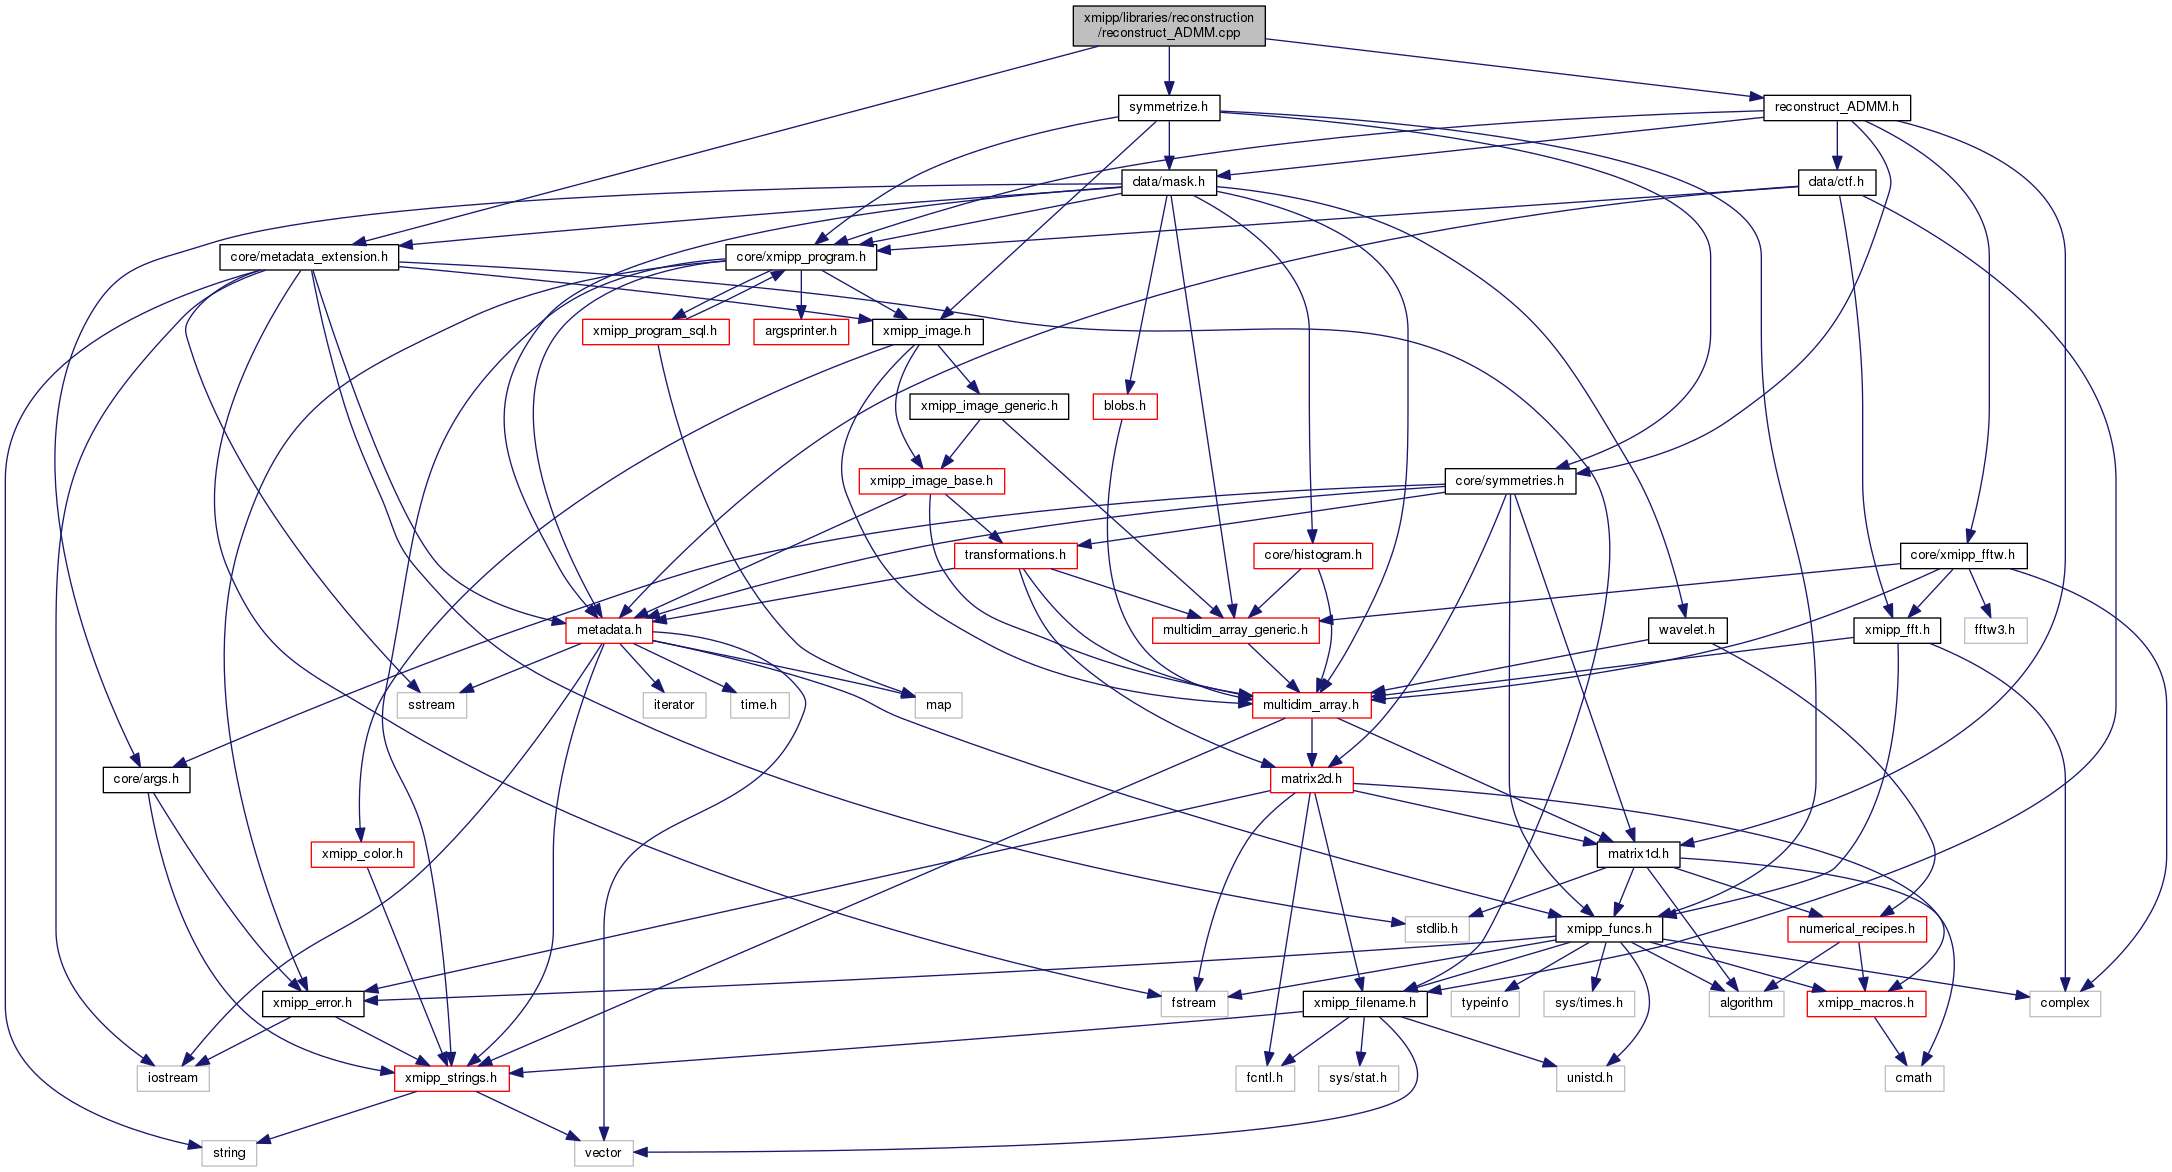 xmipp/libraries/reconstruction
/reconstruct_ADMM.cpp
symmetrize.h
reconstruct_ADMM.h
data/mask.h
data/ctf.h
core/metadata_extension.h
core/xmipp_program.h
xmipp_program_sql.h
argsprinter.h
xmipp_image.h
xmipp_image_generic.h
blobs.h
xmipp_image_base.h
core/symmetries.h
transformations.h
core/histogram.h
core/xmipp_fftw.h
metadata.h
multidim_array_generic.h
wavelet.h
xmipp_fft.h
fftw3.h
sstream
iterator
time.h
map
multidim_array.h
core/args.h
matrix2d.h
xmipp_color.h
matrix1d.h
stdlib.h
xmipp_funcs.h
numerical_recipes.h
xmipp_error.h
fstream
xmipp_filename.h
typeinfo
sys/times.h
algorithm
xmipp_macros.h
complex
iostream
xmipp_strings.h
fcntl.h
sys/stat.h
unistd.h
cmath
string
vector